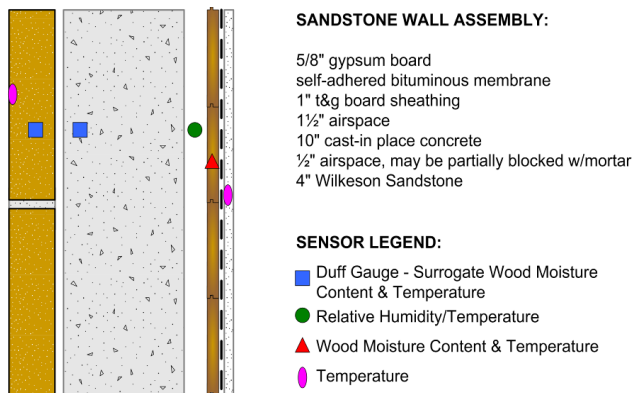 SANDSTONE WALL ASSEMBLY:
5/8" gypsum board
self-adhered bituminous membrane
1" t&g board sheathing
1½" airspace
10" cast-in place concrete
½" airspace, may be partially blocked w/mortar
4" Wilkeson Sandstone
SENSOR LEGEND:
Duff Gauge - Surrogate Wood Moisture
Content & Temperature
Relative Humidity/Temperature
Wood Moisture Content & Temperature
Temperature